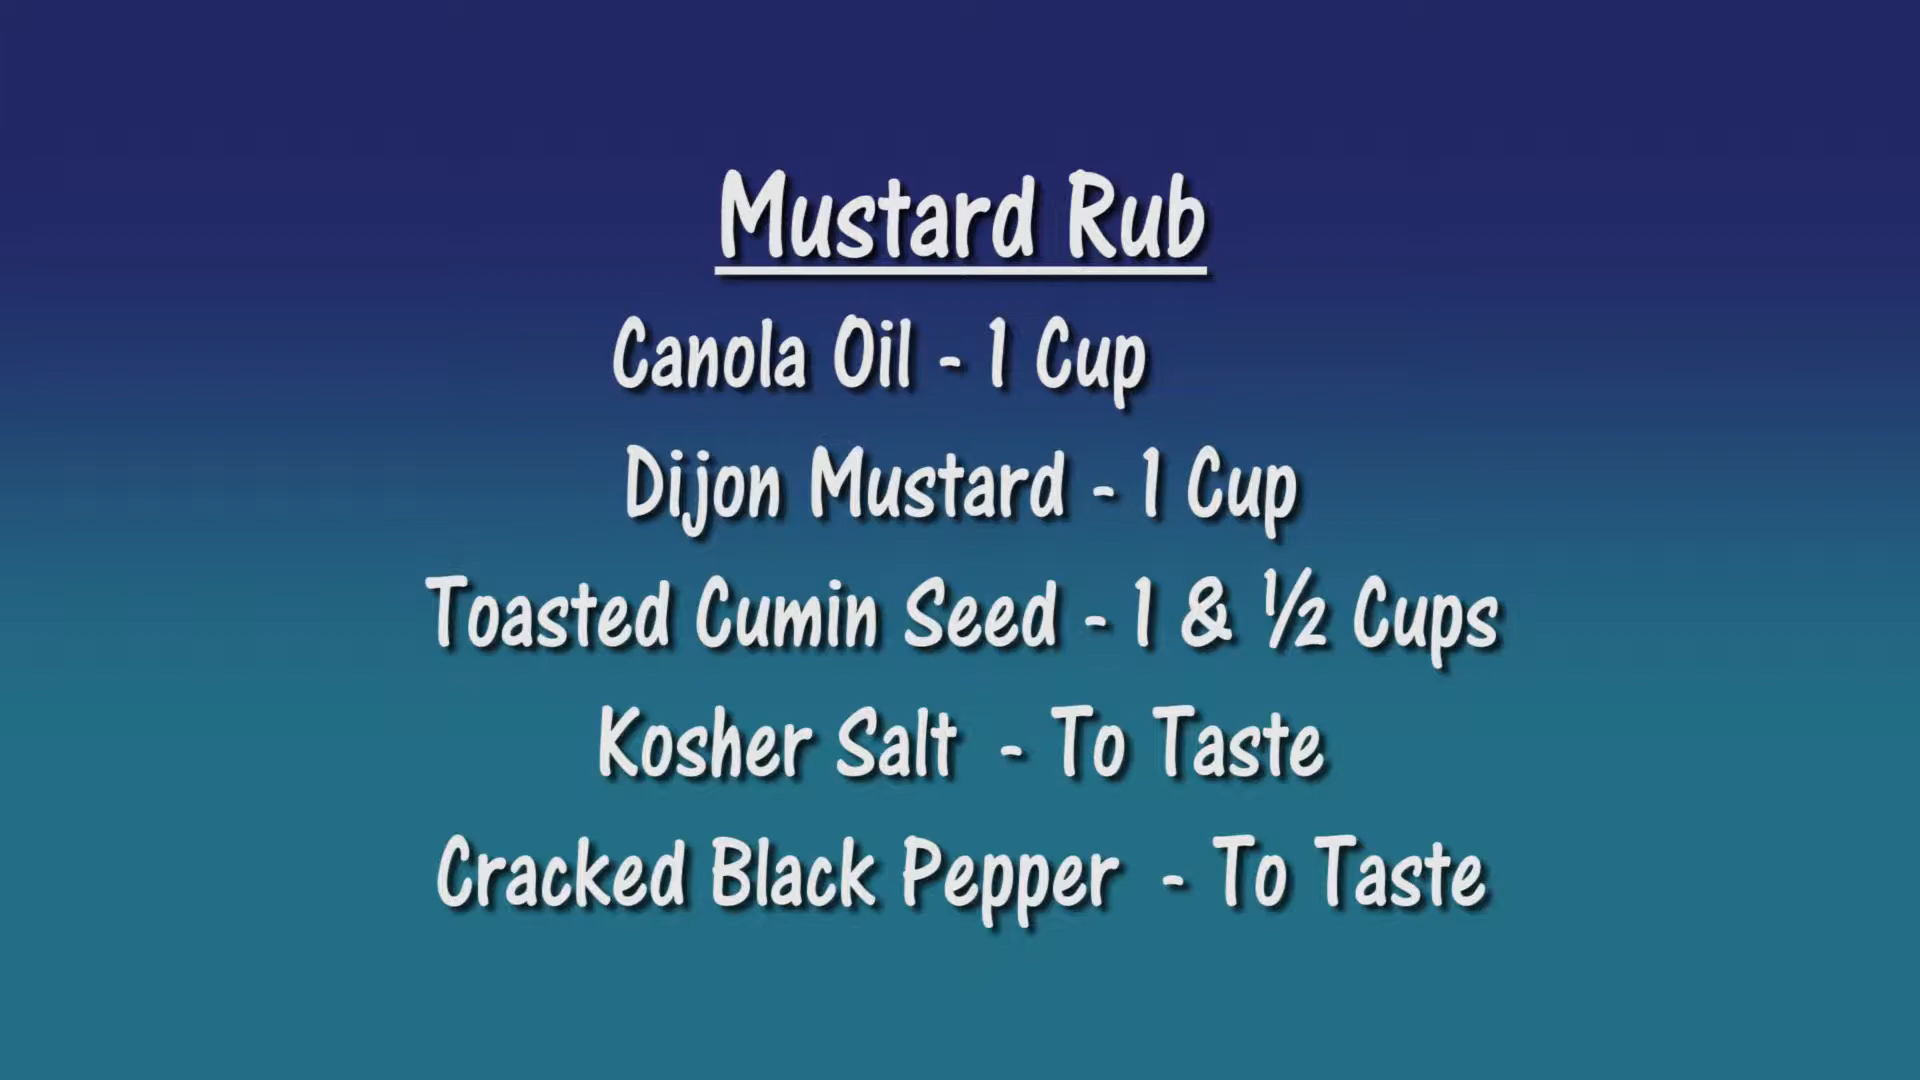 Mustard Rub
Canola Oil - 1 Cup
Dijon Mustard - 1 Cup
Toasted Cumin Seed - 1 & ½ Cups
Kosher Salt - To Taste
Cracked Black Pepper - To Taste